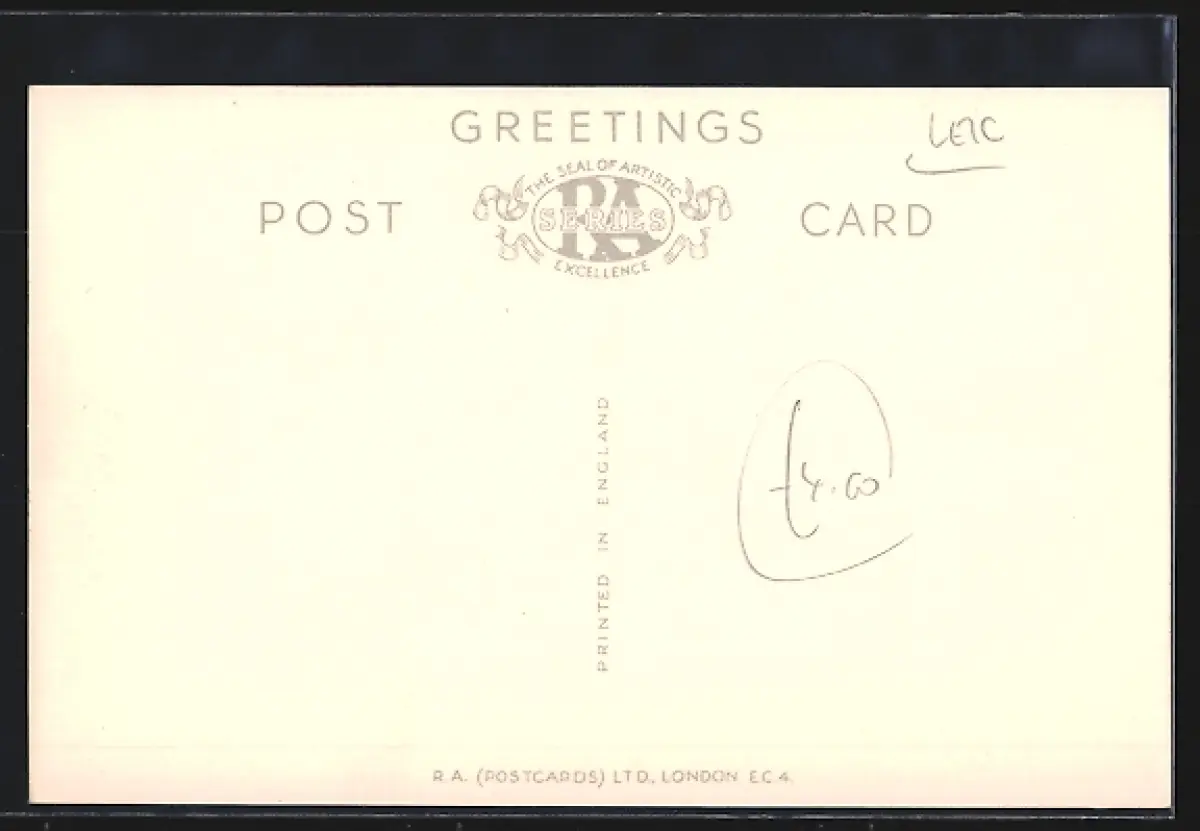 GREETINGS
LEIC
THE SEAL OF ARTISTIC
POST
RA
SERIES
CARD
EXCELLENCE
£4.00
PRINTED IN ENGLAND
R.A. (POSTCARDS) LTD., LONDON E C 4.